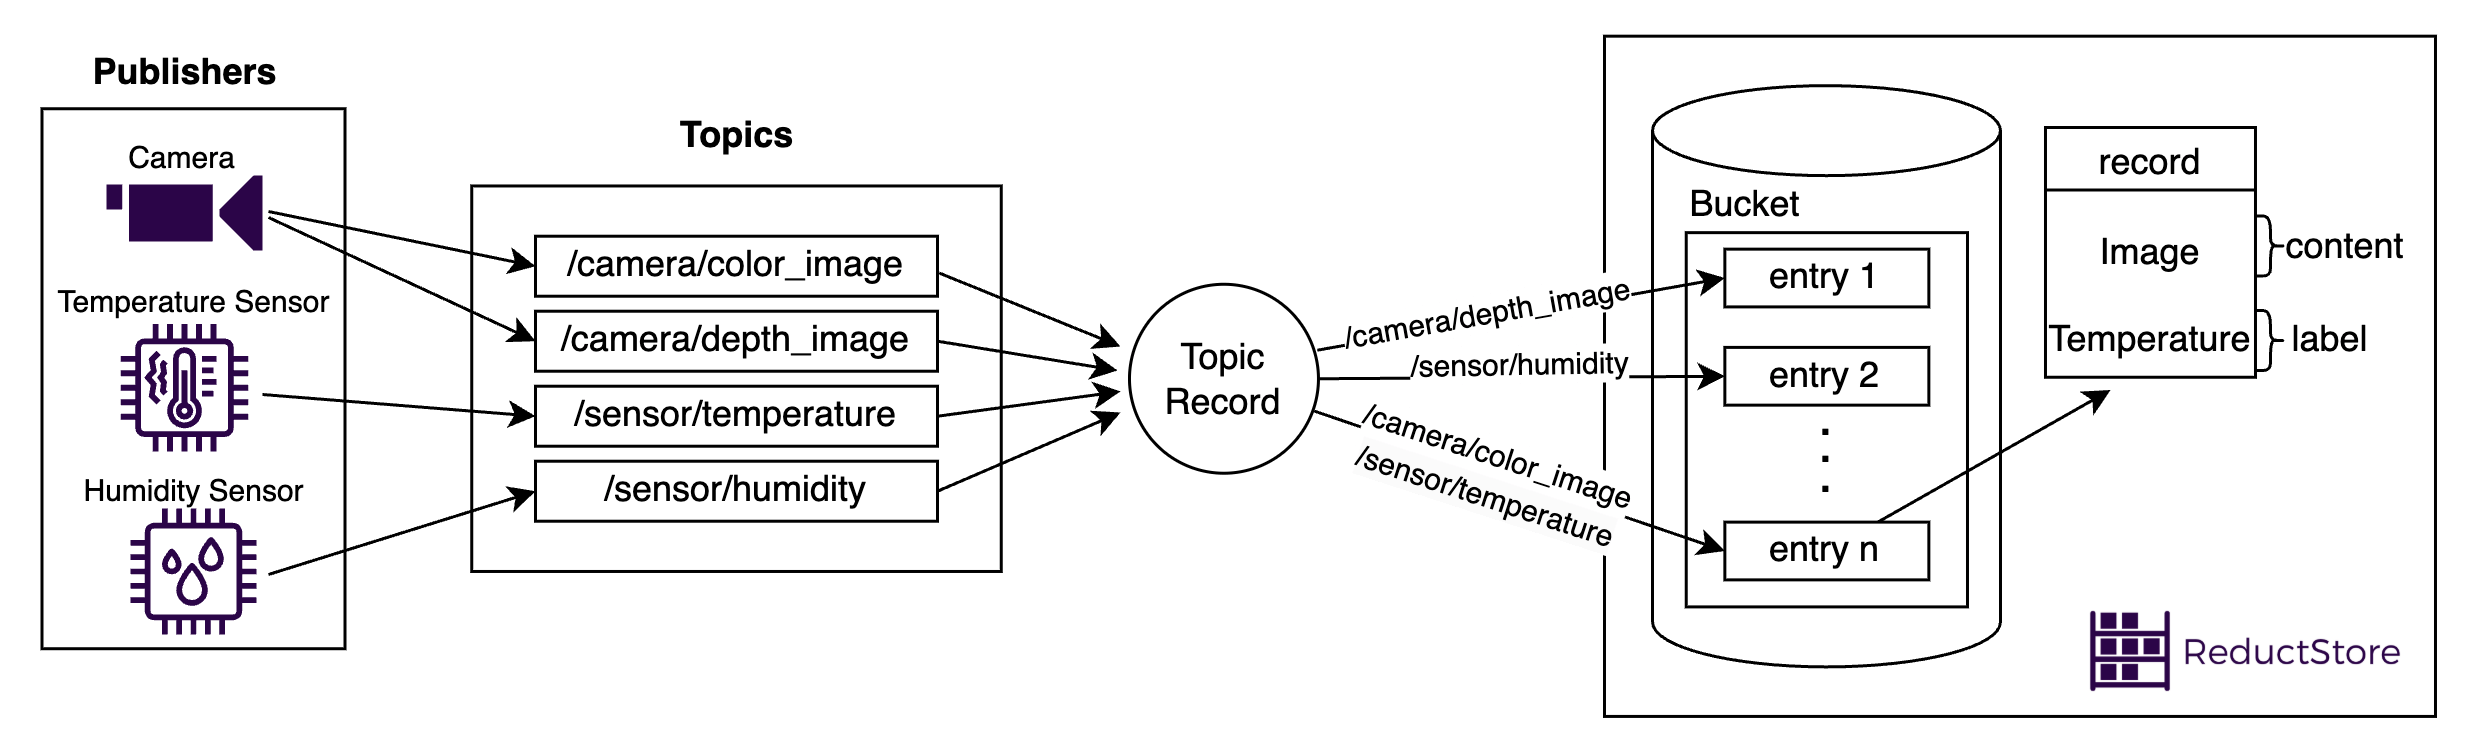 Publishers
Camera
Temperature Sensor
Humidity Sensor
Topics
/camera/color_image
/camera/depth_image
/sensor/temperature
/sensor/humidity
Topic
Record
/camera/depth_image
/sensor/humidity
/camera/color_image
/sensor/temperature
Bucket
entry 1
entry 2
entry n
record
Image
content
Temperature
label
ReductStore